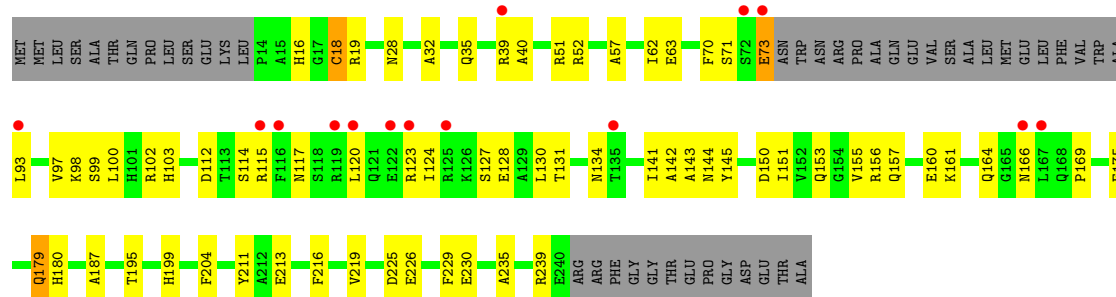 MET MET LEU SER ALA THR GLN PRO LEU SER GLU LYS LEU P14 A15 H16 G17 C18 R19 N28 A32 Q35 R39 A40 R51 R52 A57 I62 E63 F70 S71 S72 E73 ASN TRP ASN ARG PRO ALA GLN GLU VAL SER ALA LEU MET GLU LEU PHE VAL TRP ALA
L93 V97 K98 S99 L100 H101 R102 H103 D112 T113 S114 R115 F116 N117 S118 R119 L120 Q121 E122 R123 I124 R125 K126 S127 E128 A129 L130 T131 N134 T135 I141 A142 A143 N144 Y145 D150 I151 V152 Q153 G154 V155 R156 Q157 E160 K161 Q164 G165 N166 L167 Q168 P169
Q179 H180 A187 T195 H199 F204 Y211 A212 E213 F216 V219 D225 E226 F229 E230 A235 R239 E240 ARG ARG PHE GLY GLY THR GLU PRO GLY ASP GLU THR ALA